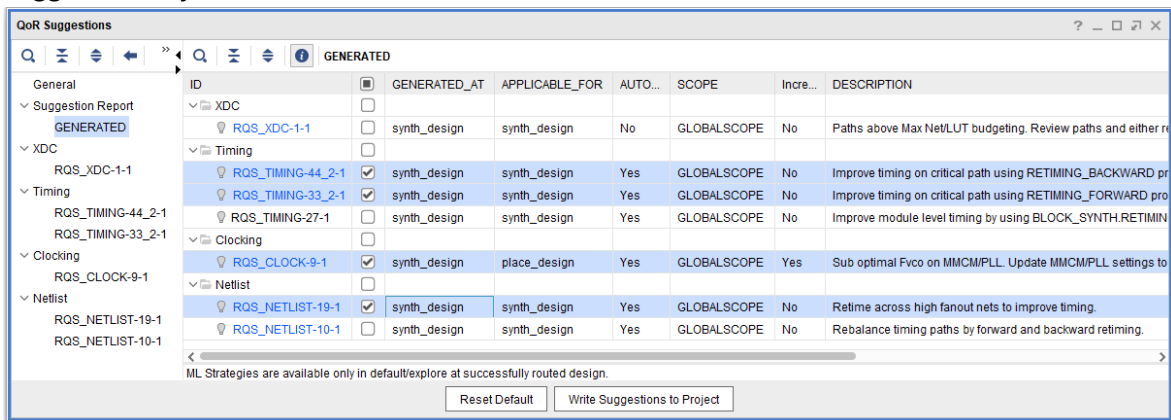 QoR Suggestions
GENERATED
General
Suggestion Report
GENERATED
XDC
RQS_XDC-1-1
Timing
RQS_TIMING-44_2-1
RQS_TIMING-33_2-1
Clocking
RQS_CLOCK-9-1
Netlist
RQS_NETLIST-19-1
RQS_NETLIST-10-1
ID GENERATED_AT APPLICABLE_FOR AUTO... SCOPE Incre... DESCRIPTION
XDC
RQS_XDC-1-1 synth_design synth_design No GLOBALSCOPE No Paths above Max Net/LUT budgeting. Review paths and either re
Timing
RQS_TIMING-44_2-1 synth_design synth_design Yes GLOBALSCOPE No Improve timing on critical path using RETIMING_BACKWARD pr
RQS_TIMING-33_2-1 synth_design synth_design Yes GLOBALSCOPE No Improve timing on critical path using RETIMING_FORWARD pro
RQS_TIMING-27-1 synth_design synth_design Yes GLOBALSCOPE No Improve module level timing by using BLOCK_SYNTH.RETIMIN
Clocking
RQS_CLOCK-9-1 synth_design place_design Yes GLOBALSCOPE Yes Sub optimal Fvco on MMCM/PLL. Update MMCM/PLL settings to
Netlist
RQS_NETLIST-19-1 synth_design synth_design Yes GLOBALSCOPE No Retime across high fanout nets to improve timing.
RQS_NETLIST-10-1 synth_design synth_design Yes GLOBALSCOPE No Rebalance timing paths by forward and backward retiming.
ML Strategies are available only in default/explore at successfully routed design.
Reset Default Write Suggestions to Project